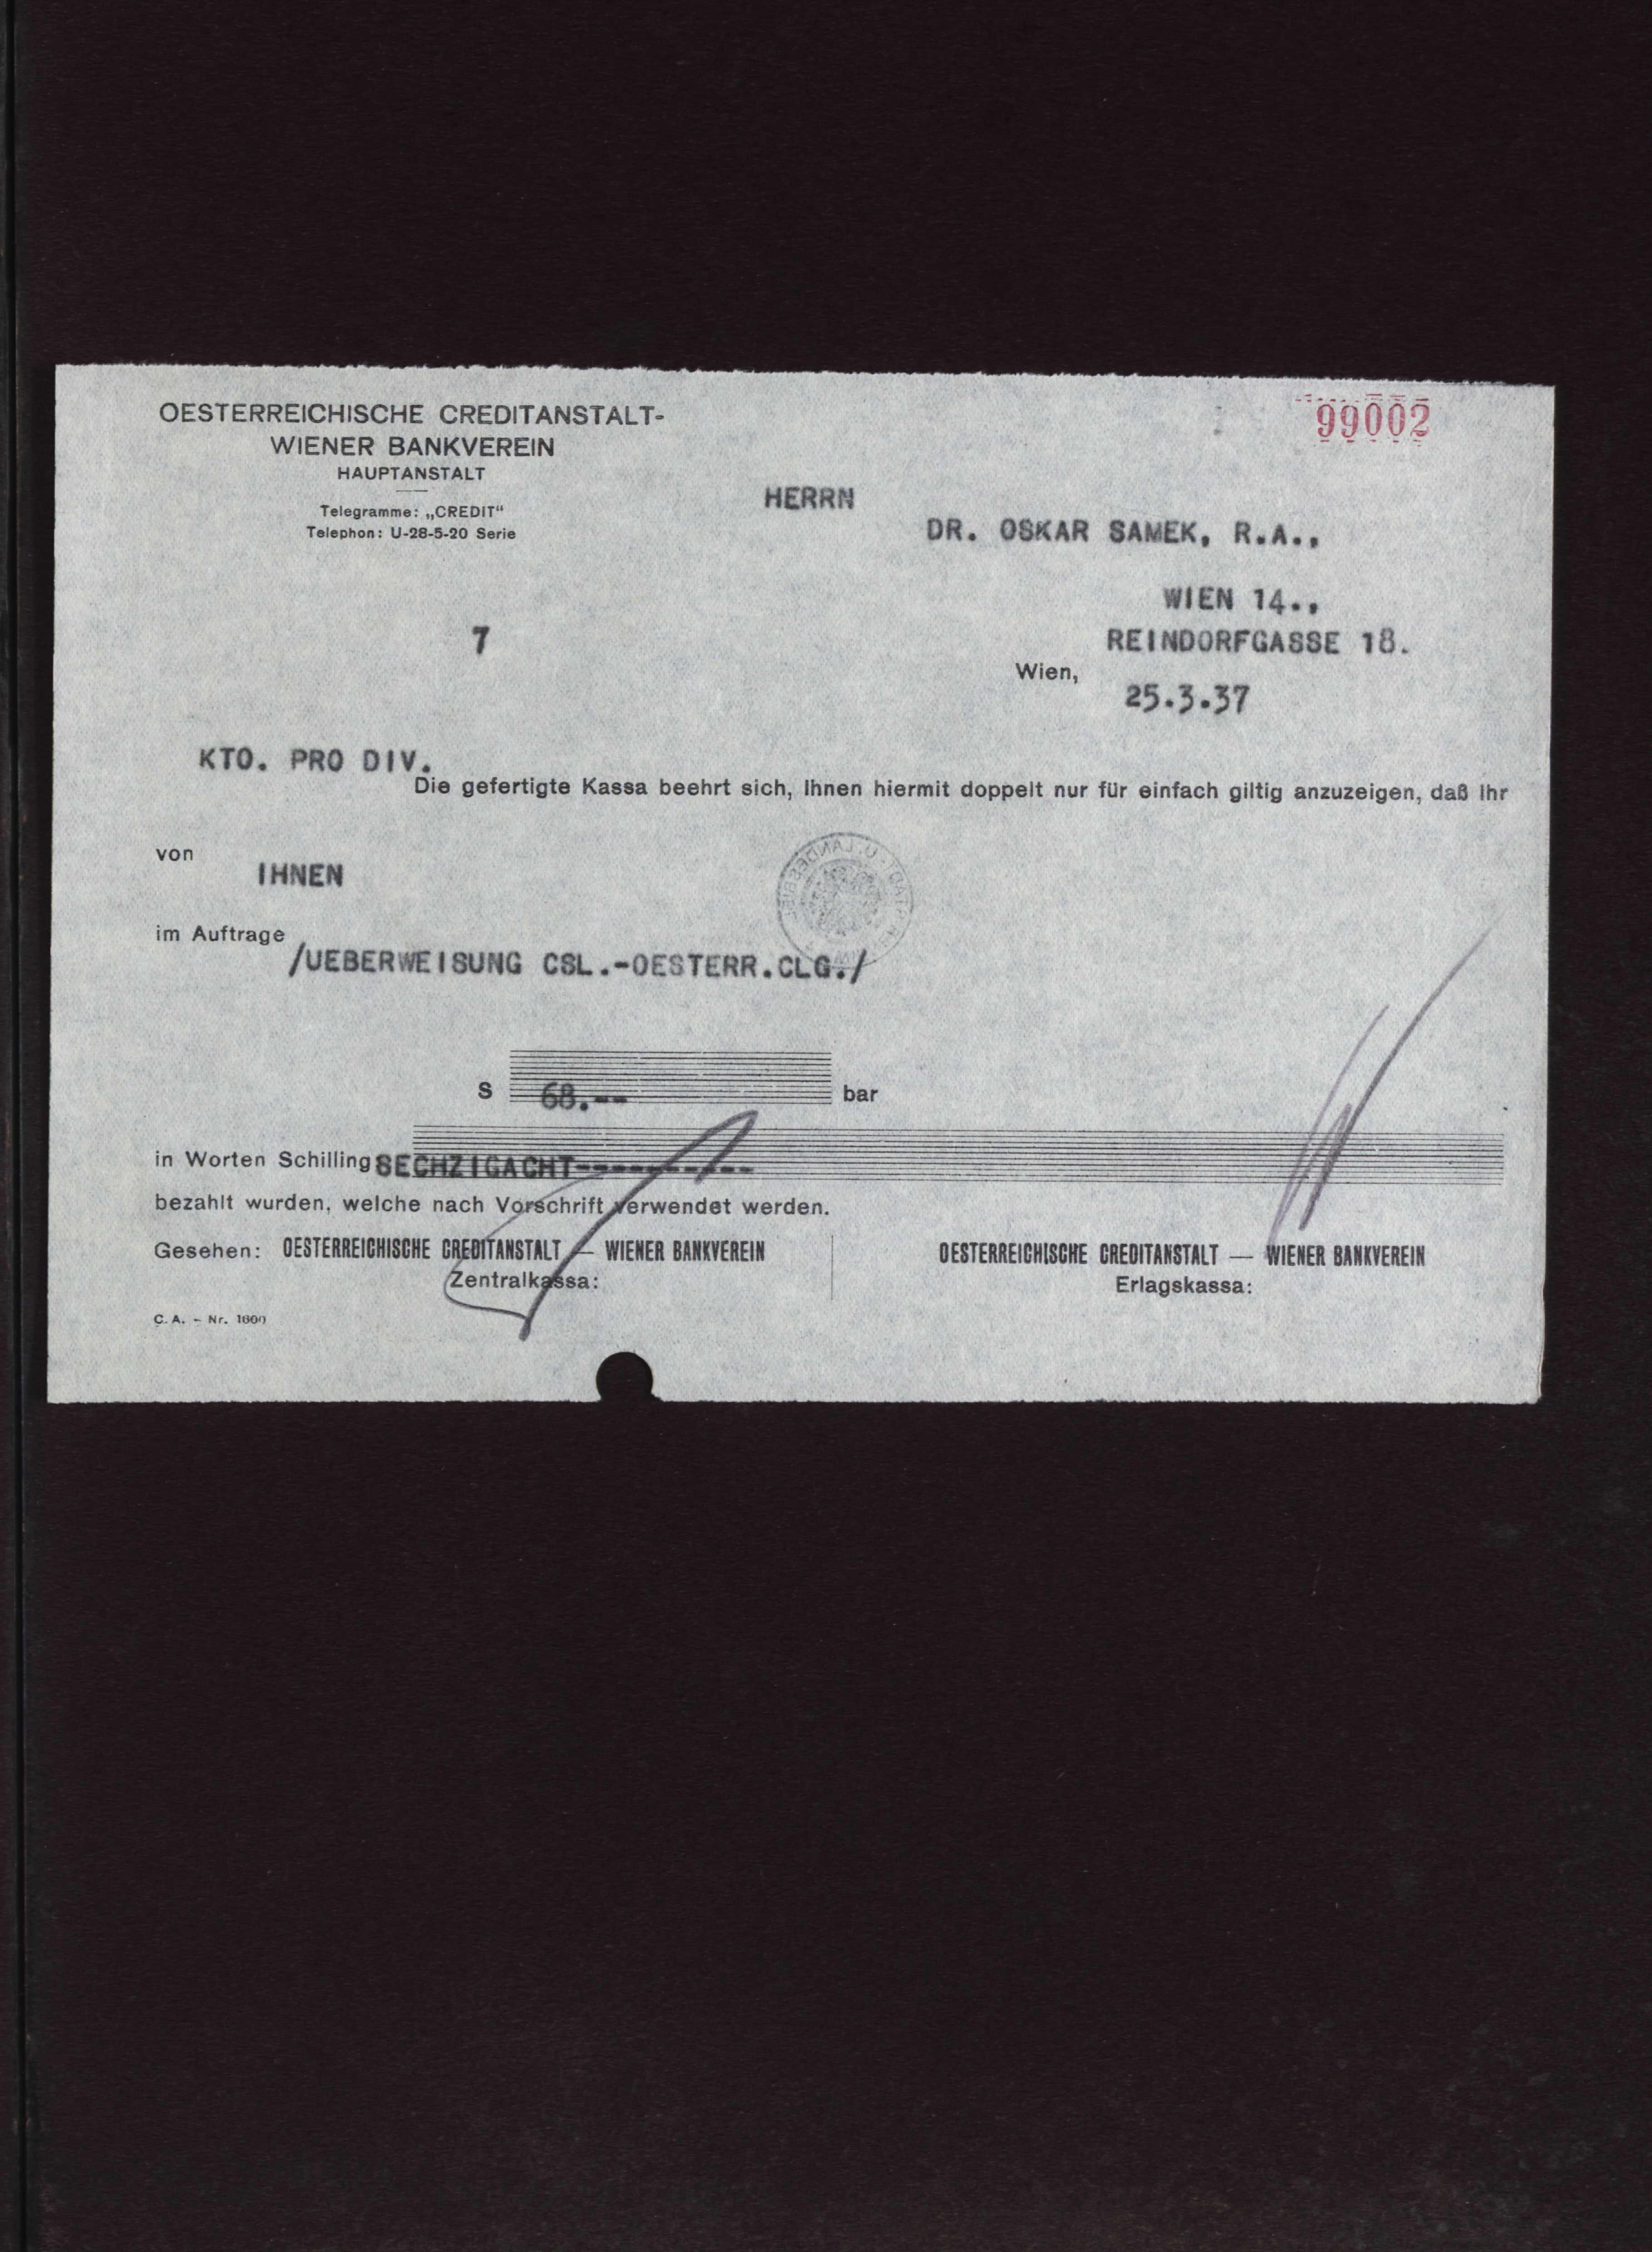 OESTERREICHISCHE CREDITANSTALT-
WIENER BANKVEREIN
HAUPTANSTALT
Telegramme: „CREDIT“
Telephon: U-28-5-20 Serie
99002
HERRN
DR. OSKAR SAMEK, R.A.,
WIEN 14.,
7
REINDORFGASSE 18.
Wien,
25.3.37
KTO. PRO DIV.
Die gefertigte Kassa beehrt sich, Ihnen hiermit doppelt nur für einfach giltig anzuzeigen, daß Ihr
von
IHNEN
im Auftrage
/UEBERWEISUNG CSL.-OESTERR.CLG./
S 68.-- bar
in Worten Schilling SECHZIGACHT----------
bezahlt wurden, welche nach Vorschrift verwendet werden.
Gesehen: OESTERREICHISCHE CREDITANSTALT — WIENER BANKVEREIN
Zentralkassa:
OESTERREICHISCHE CREDITANSTALT — WIENER BANKVEREIN
Erlagskassa:
C. A. – Nr. 1600